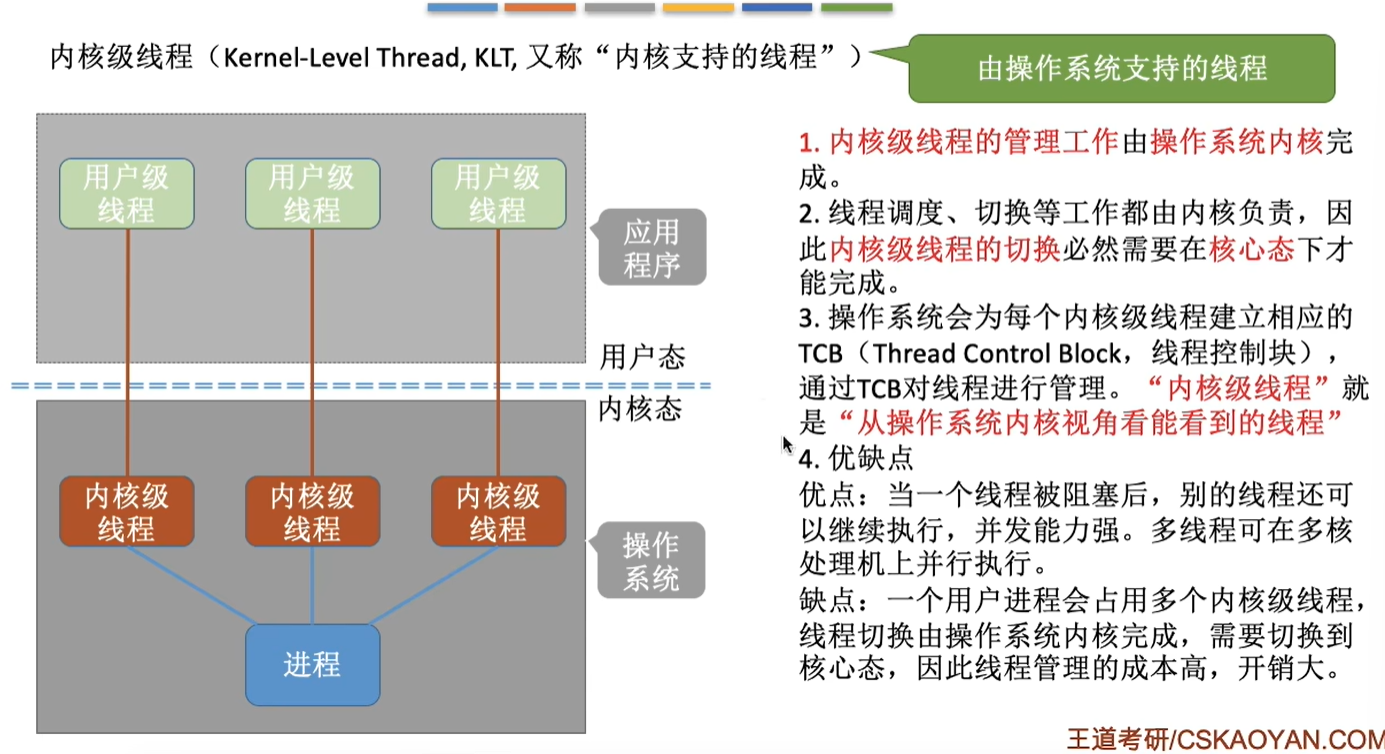 内核级线程（Kernel-Level Thread, KLT, 又称“内核支持的线程”）
由操作系统支持的线程
用户级
线程
用户级
线程
用户级
线程
应用
程序
用户态
内核态
内核级
线程
内核级
线程
内核级
线程
操作
系统
进程
1. 内核级线程的管理工作由操作系统内核完
成。
2. 线程调度、切换等工作都由内核负责，因
此内核级线程的切换必然需要在核心态下才
能完成。
3. 操作系统会为每个内核级线程建立相应的
TCB（Thread Control Block，线程控制块），
通过TCB对线程进行管理。“内核级线程”就
是“从操作系统内核视角看能看到的线程”
4. 优缺点
优点：当一个线程被阻塞后，别的线程还可
以继续执行，并发能力强。多线程可在多核
处理机上并行执行。
缺点：一个用户进程会占用多个内核级线程，
线程切换由操作系统内核完成，需要切换到
核心态，因此线程管理的成本高，开销大。
王道考研/CSKAOYAN.COM